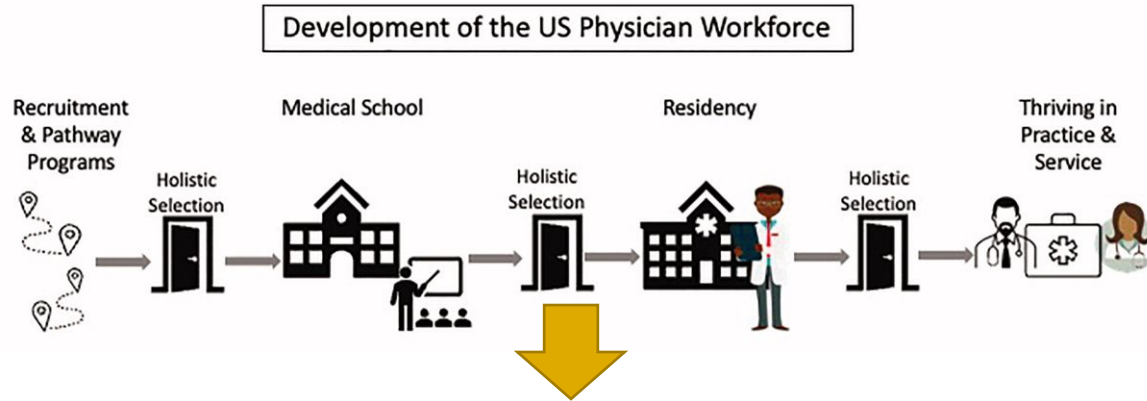 Development of the US Physician Workforce
Recruitment
& Pathway
Programs
Medical School
Residency
Thriving in
Practice &
Service
Holistic
Selection
Holistic
Selection
Holistic
Selection